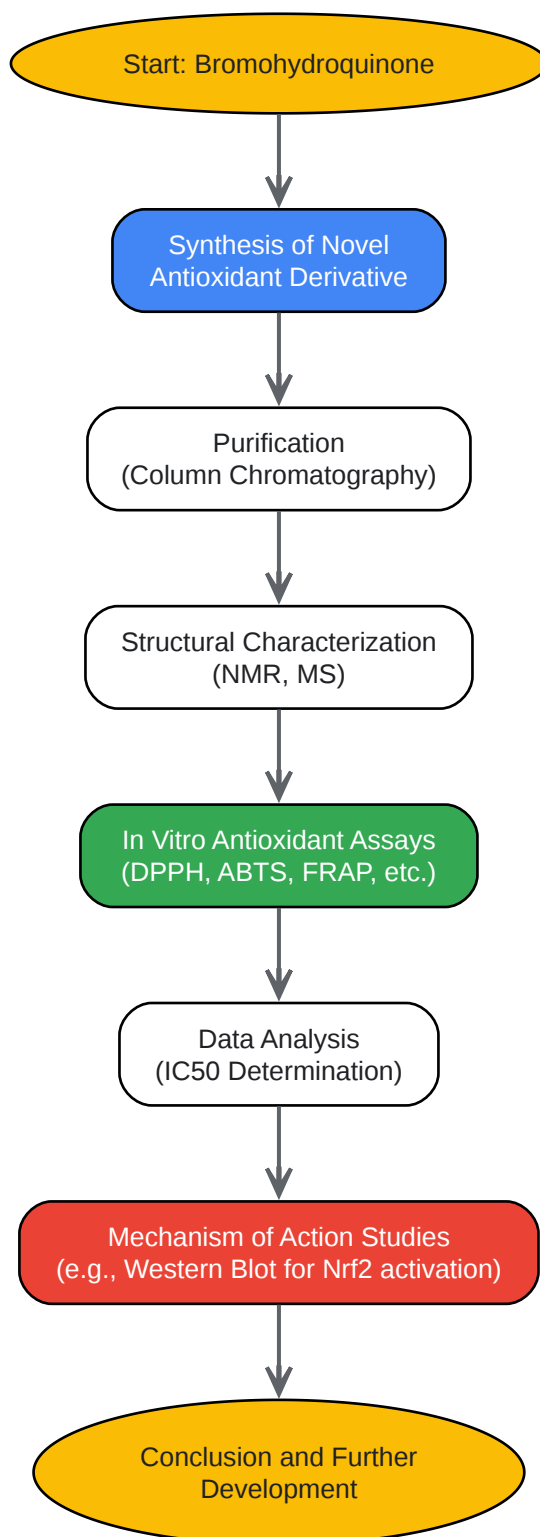 Start: Bromohydroquinone
Synthesis of Novel
Antioxidant Derivative
Purification
(Column Chromatography)
Structural Characterization
(NMR, MS)
In Vitro Antioxidant Assays
(DPPH, ABTS, FRAP, etc.)
Data Analysis
(IC50 Determination)
Mechanism of Action Studies
(e.g., Western Blot for Nrf2 activation)
Conclusion and Further
Development